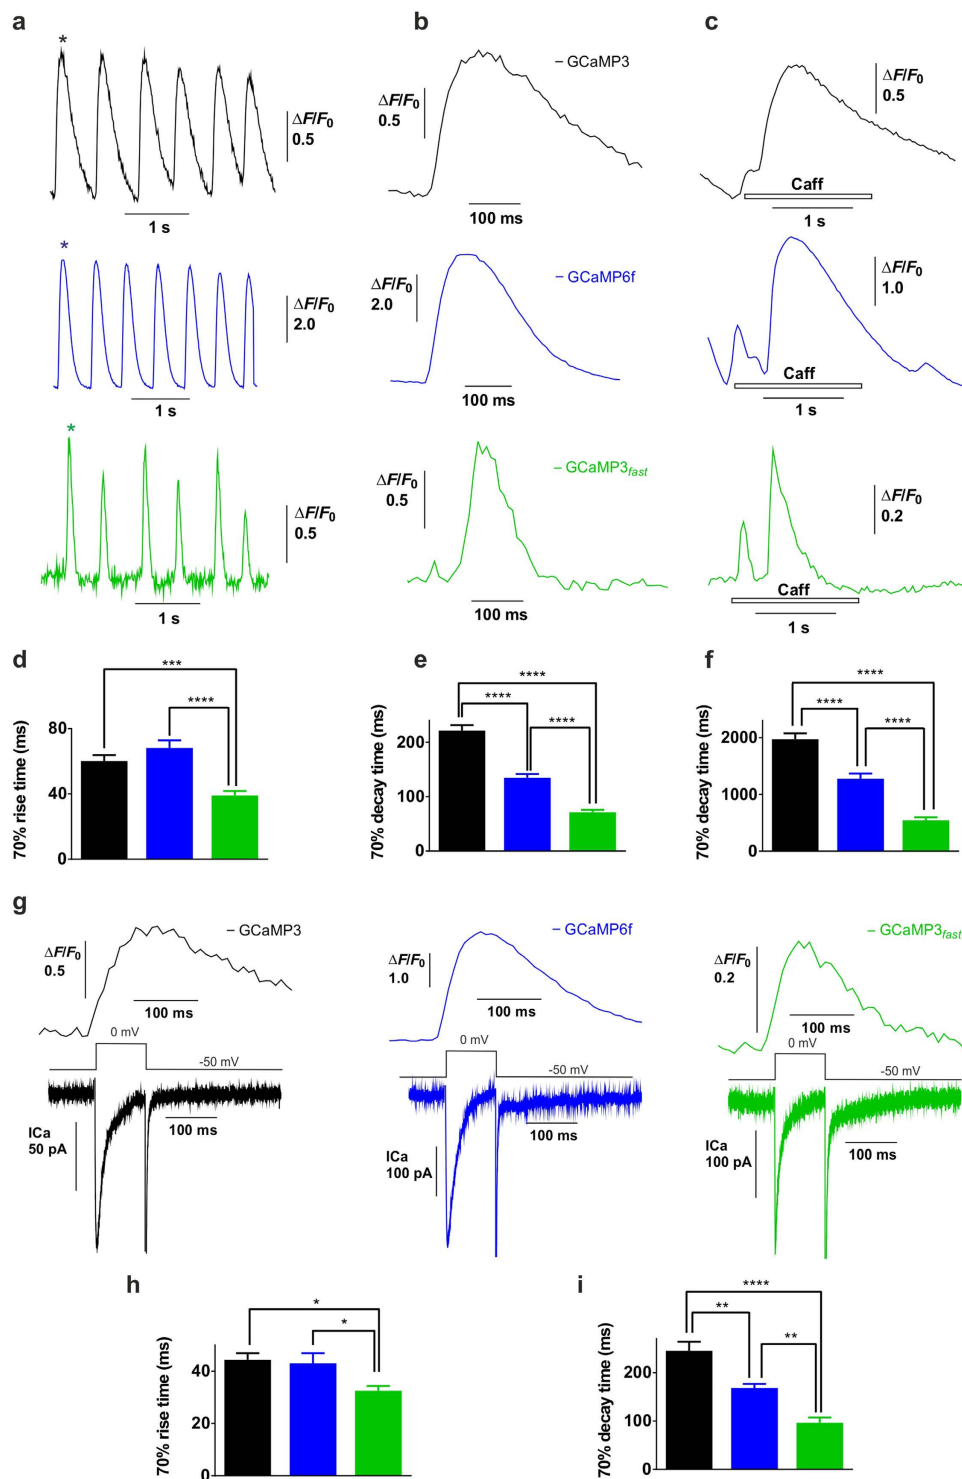 a
b
c
*
– GCaMP3
ΔF/F0
0.5
ΔF/F0
0.5
ΔF/F0
0.5
Caff
1 s
100 ms
1 s
*
– GCaMP6f
ΔF/F0
2.0
ΔF/F0
2.0
ΔF/F0
1.0
Caff
1 s
100 ms
1 s
*
– GCaMP3fast
ΔF/F0
0.5
ΔF/F0
0.5
ΔF/F0
0.2
Caff
1 s
100 ms
1 s
d
***
****
70% rise time (ms)
80
40
0
e
****
****
****
70% decay time (ms)
200
100
0
f
****
****
****
70% decay time (ms)
2000
1000
0
g
– GCaMP3
ΔF/F0
0.5
100 ms
0 mV
-50 mV
ICa
50 pA
100 ms
– GCaMP6f
ΔF/F0
1.0
100 ms
0 mV
-50 mV
ICa
100 pA
100 ms
– GCaMP3fast
ΔF/F0
0.2
100 ms
0 mV
-50 mV
ICa
100 pA
100 ms
h
*
*
70% rise time (ms)
40
20
0
i
****
**
**
70% decay time (ms)
200
100
0